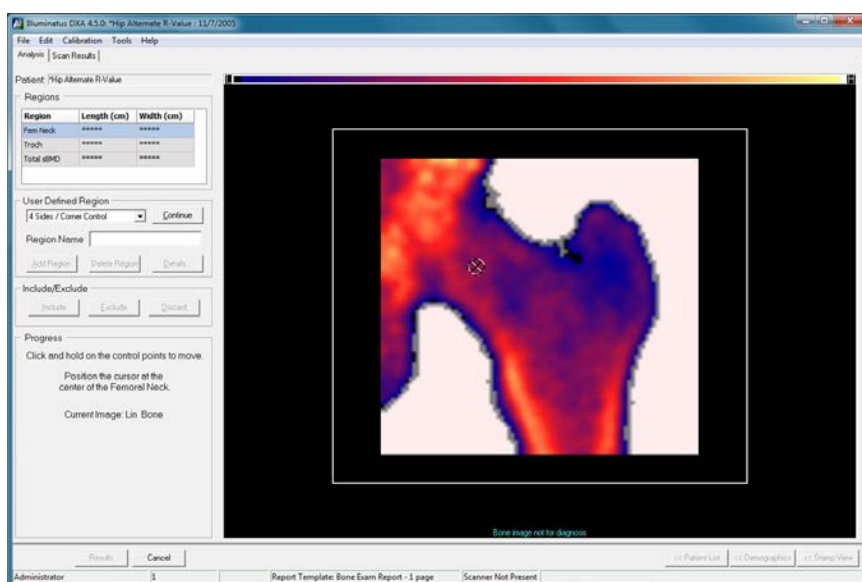 Illuminatus DXA 4.5.0: *Hip Alternate R-Value : 11/7/2005
File Edit Calibration Tools Help
Analysis Scan Results
Patient: *Hip Alternate R-Value
Regions
Region Length (cm) Width (cm)
Fem Neck ***** *****
Troch ***** *****
Total sBMD ***** *****
User Defined Region
4 Sides / Corner Control Continue
Region Name
Add Region Delete Region Details...
Include/Exclude
Include Exclude Discard
Progress
Click and hold on the control points to move.
Position the cursor at the
center of the Femoral Neck.
Current Image: Lin Bone
Bone image not for diagnosis
Results Cancel << Patient List << Demographics << Stamp View
Administrator 1 Report Template: Bone Exam Report - 1 page Scanner Not Present